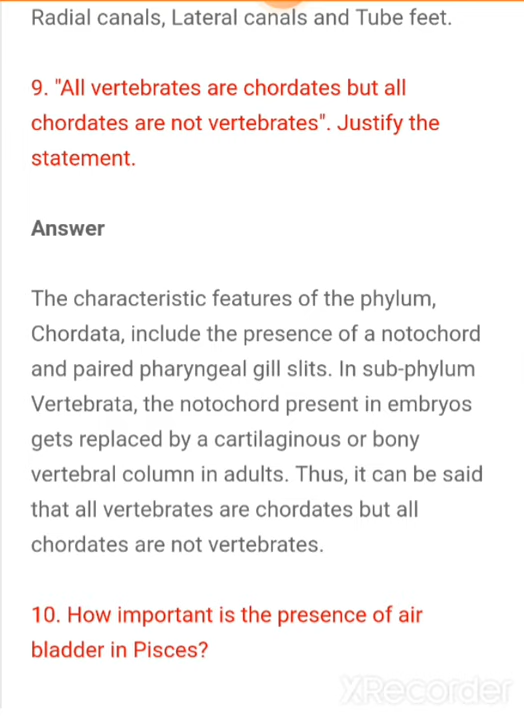 Radial canals, Lateral canals and Tube feet.
9. "All vertebrates are chordates but all
chordates are not vertebrates". Justify the
statement.
Answer
The characteristic features of the phylum,
Chordata, include the presence of a notochord
and paired pharyngeal gill slits. In sub-phylum
Vertebrata, the notochord present in embryos
gets replaced by a cartilaginous or bony
vertebral column in adults. Thus, it can be said
that all vertebrates are chordates but all
chordates are not vertebrates.
10. How important is the presence of air
bladder in Pisces?
XRecorder